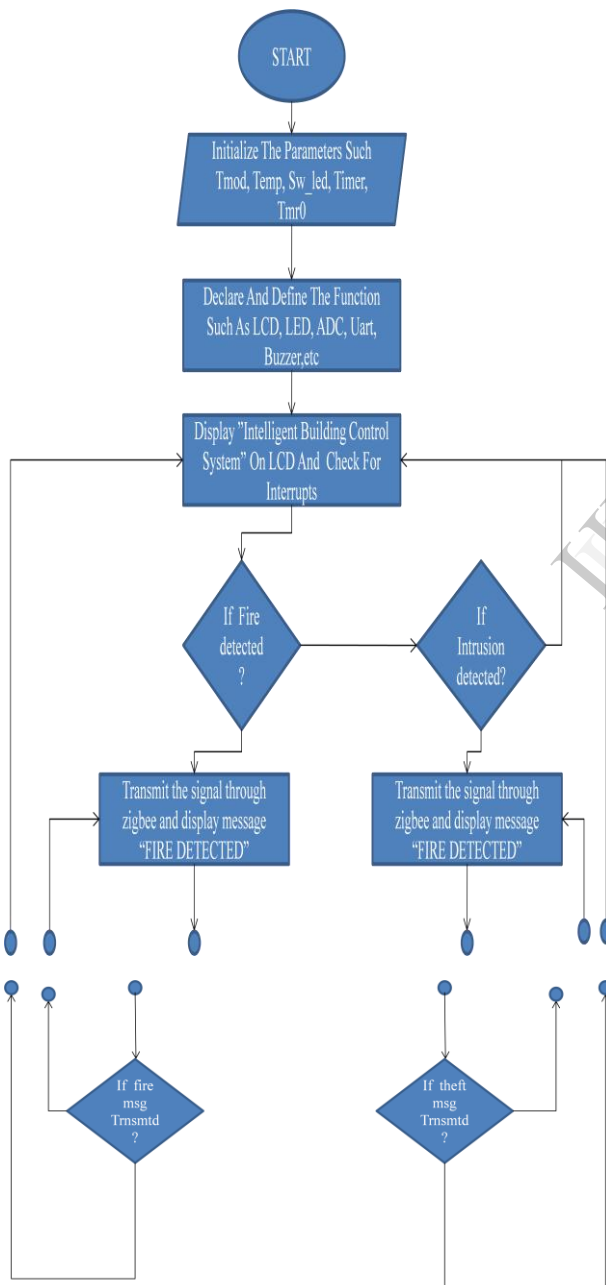 START
Initialize The Parameters Such
Tmod, Temp, Sw_led, Timer,
Tmr0
Declare And Define The Function
Such As LCD, LED, ADC, Uart,
Buzzer,etc
Display ”Intelligent Building Control
System” On LCD And Check For
Interrupts
If Fire
detected
?
If
Intrusion
detected?
Transmit the signal through
zigbee and display message
“FIRE DETECTED”
Transmit the signal through
zigbee and display message
“FIRE DETECTED”
If fire
msg
Trnsmtd
?
If theft
msg
Trnsmtd
?